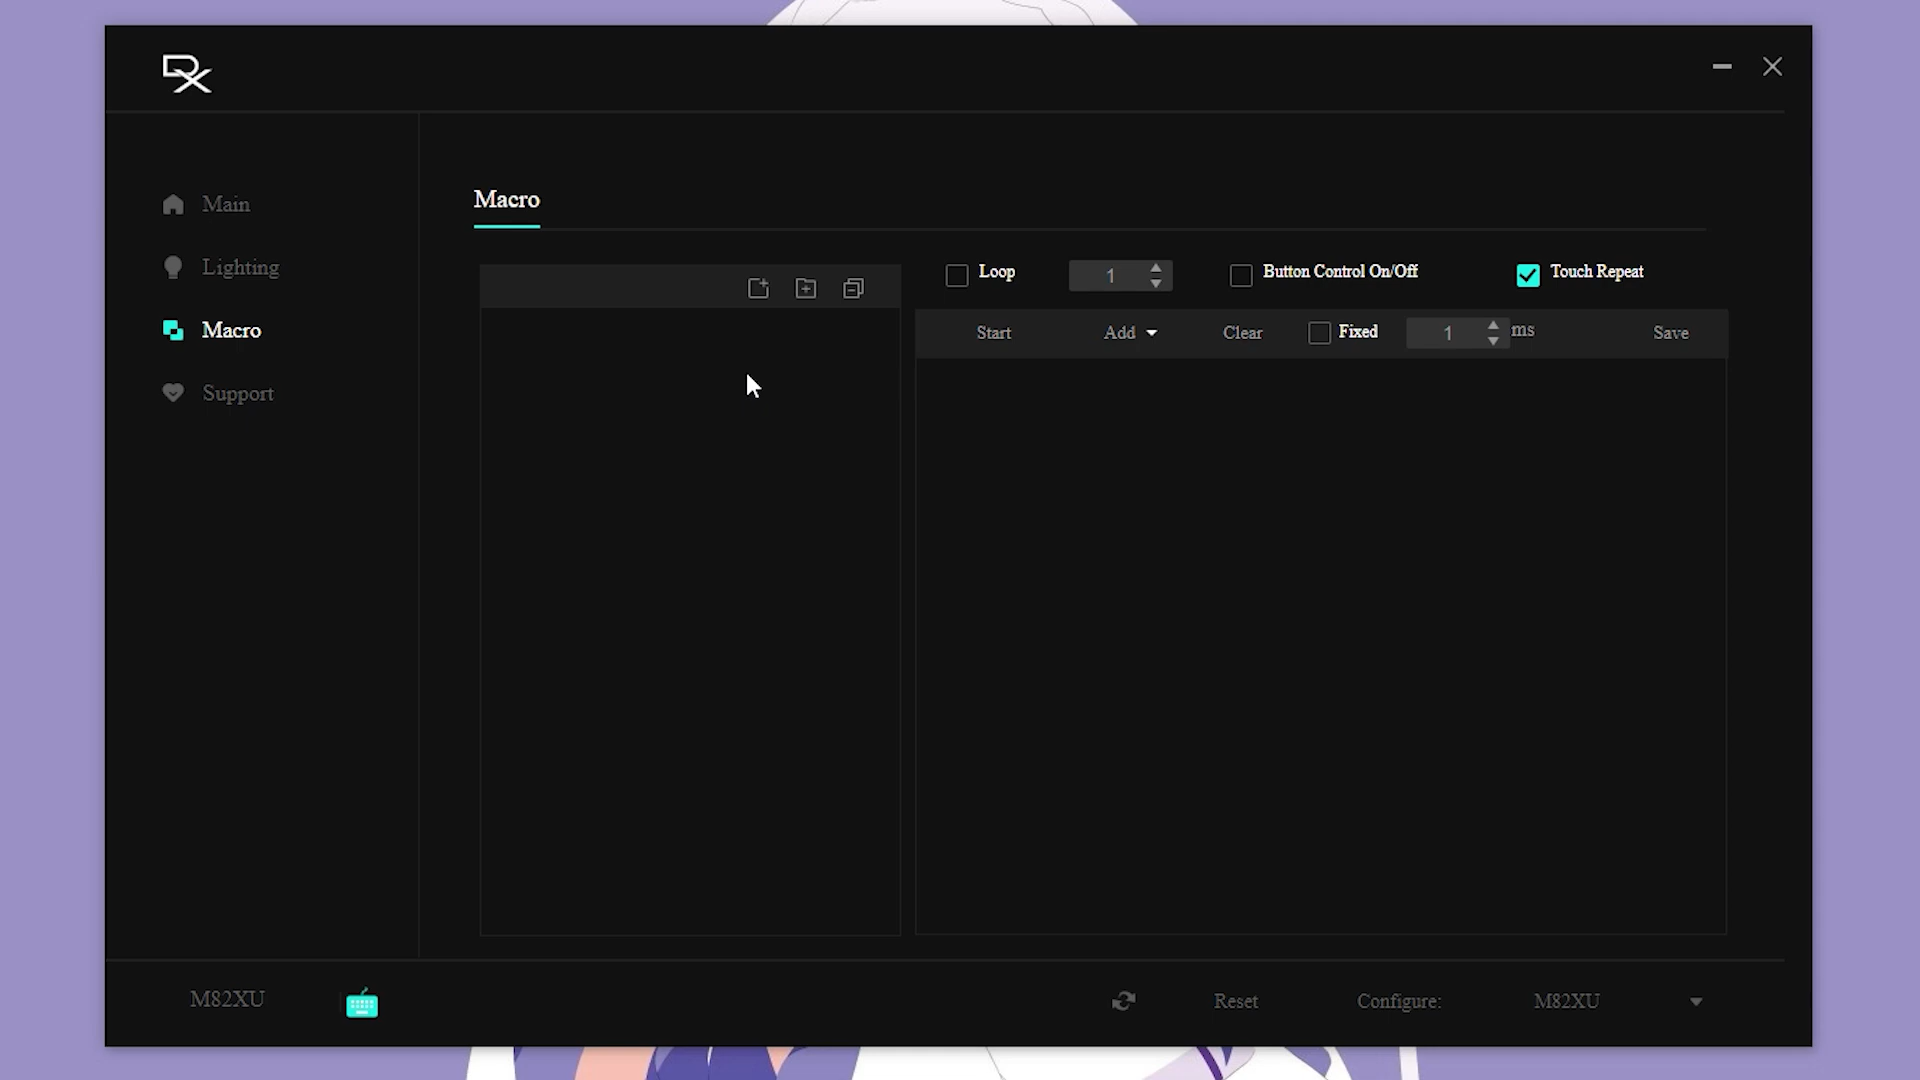 Main
Lighting
Macro
Support
Macro
Loop 1 Button Control On/Off Touch Repeat
Start Add Clear Fixed 1 ms Save
M82XU Reset Configure: M82XU